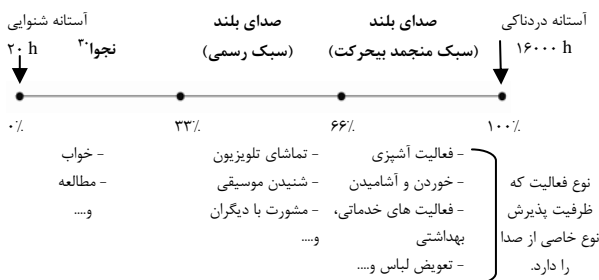 آستانه دردناکی
۱۶۰۰۰ h
صدای بلند
(سبک منجمد بیحرکت)
صدای بلند
(سبک رسمی)
نجوا۳۰
آستانه شنوایی
۲۰ h
۰٪
۳۳٪
۶۶٪
۱۰۰٪
نوع فعالیت که
ظرفیت پذیرش
نوع خاصی از صدا
را دارد.
- فعالیت آشپزی
- خوردن و آشامیدن
- فعالیت های خدماتی،
بهداشتی
- تعویض لباس و....
- تماشای تلویزیون
- شنیدن موسیقی
- مشورت با دیگران
و....
- خواب
- مطالعه
و....